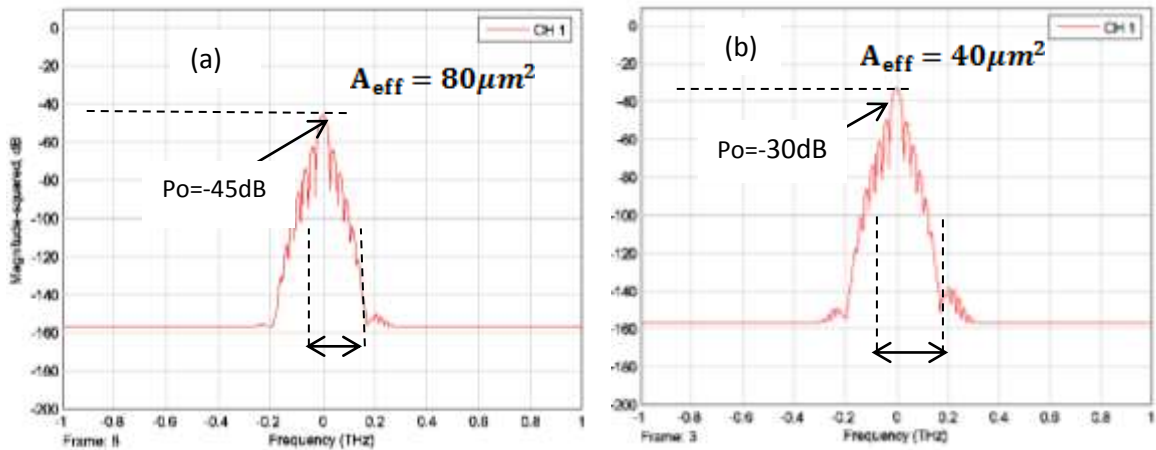 (a)
CH 1
A_eff = 80μm²
Po=-45dB
Magnitude-squared, dB
0
-20
-40
-60
-80
-100
-120
-140
-160
-180
-200
-1 -0.8 -0.6 -0.4 -0.2 0 0.2 0.4 0.6 0.8 1
Frame: 8
Frequency (THz)
(b)
CH 1
A_eff = 40μm²
Po=-30dB
0
-20
-40
-60
-80
-100
-120
-140
-160
-180
-200
-1 -0.8 -0.6 -0.4 -0.2 0 0.2 0.4 0.6 0.8 1
Frame: 3
Frequency (THz)